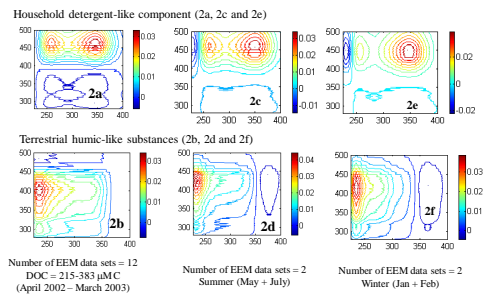 Household detergent-like component (2a, 2c and 2e)
500
450
400
350
300
2a
250 300 350 400
0.03
0.02
0.01
0
500
450
400
350
300
2c
250 300 350 400
0.03
0.02
0.01
0
-0.01
500
450
400
350
300
2e
250 300 350 400
0.02
0
-0.02
Terrestrial humic-like substances (2b, 2d and 2f)
500
450
400
350
300
2b
250 300 350 400
0.03
0.02
0.01
0
500
450
400
350
300
2d
250 300 350 400
0.04
0.03
0.02
0.01
0
500
450
400
350
300
2f
250 300 350 400
0.03
0.02
0.01
0
Number of EEM data sets = 12
DOC = 215-383 µM C
(April 2002 – March 2003)
Number of EEM data sets = 2
Summer (May + July)
Number of EEM data sets = 2
Winter (Jan + Feb)